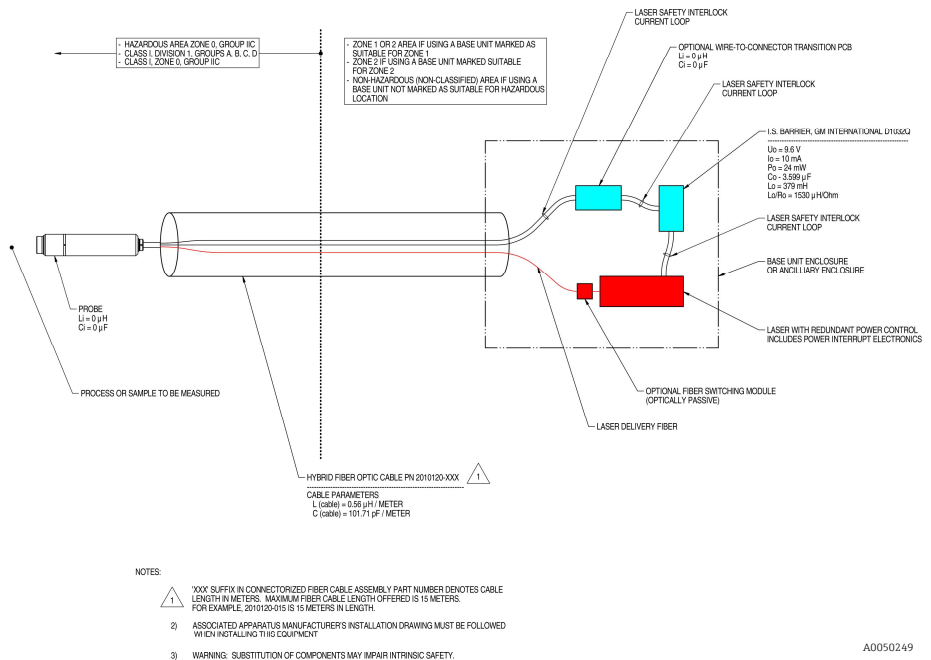 LASER SAFETY INTERLOCK
CURRENT LOOP
- HAZARDOUS AREA ZONE 0, GROUP IIC
- CLASS I, DIVISION 1, GROUPS A, B, C, D
- CLASS I, ZONE 0, GROUP IIC
- ZONE 1 OR 2 AREA IF USING A BASE UNIT MARKED AS
SUITABLE FOR ZONE 1
- ZONE 2 IF USING A BASE UNIT MARKED SUITABLE
FOR ZONE 2
- NON-HAZARDOUS (NON-CLASSIFIED) AREA IF USING A
BASE UNIT NOT MARKED AS SUITABLE FOR HAZARDOUS
LOCATION
OPTIONAL WIRE-TO-CONNECTOR TRANSITION PCB
Li = 0 µH
Ci = 0 µF
LASER SAFETY INTERLOCK
CURRENT LOOP
I.S. BARRIER, GM INTERNATIONAL D1032Q
Uo = 9.6 V
Io = 10 mA
Po = 24 mW
Co - 3.599 µF
Lo = 379 mH
Lo/Ro = 1530 µH/Ohm
LASER SAFETY INTERLOCK
CURRENT LOOP
BASE UNIT ENCLOSURE
OR ANCILLIARY ENCLOSURE
PROBE
Li = 0 µH
Ci = 0 µF
LASER WITH REDUNDANT POWER CONTROL
INCLUDES POWER INTERRUPT ELECTRONICS
PROCESS OR SAMPLE TO BE MEASURED
OPTIONAL FIBER SWITCHING MODULE
(OPTICALLY PASSIVE)
LASER DELIVERY FIBER
HYBRID FIBER OPTIC CABLE PN 2010120-XXX
1
CABLE PARAMETERS
L (cable) = 0.56 µH / METER
C (cable) = 101.71 pF / METER
NOTES:
1
'XXX' SUFFIX IN CONNECTORIZED FIBER CABLE ASSEMBLY PART NUMBER DENOTES CABLE
LENGTH IN METERS. MAXIMUM FIBER CABLE LENGTH OFFERED IS 15 METERS.
FOR EXAMPLE, 2010120-015 IS 15 METERS IN LENGTH.
2) ASSOCIATED APPARATUS MANUFACTURER'S INSTALLATION DRAWING MUST BE FOLLOWED
WHEN INSTALLING THIS EQUIPMENT
3) WARNING: SUBSTITUTION OF COMPONENTS MAY IMPAIR INTRINSIC SAFETY.
A0050249